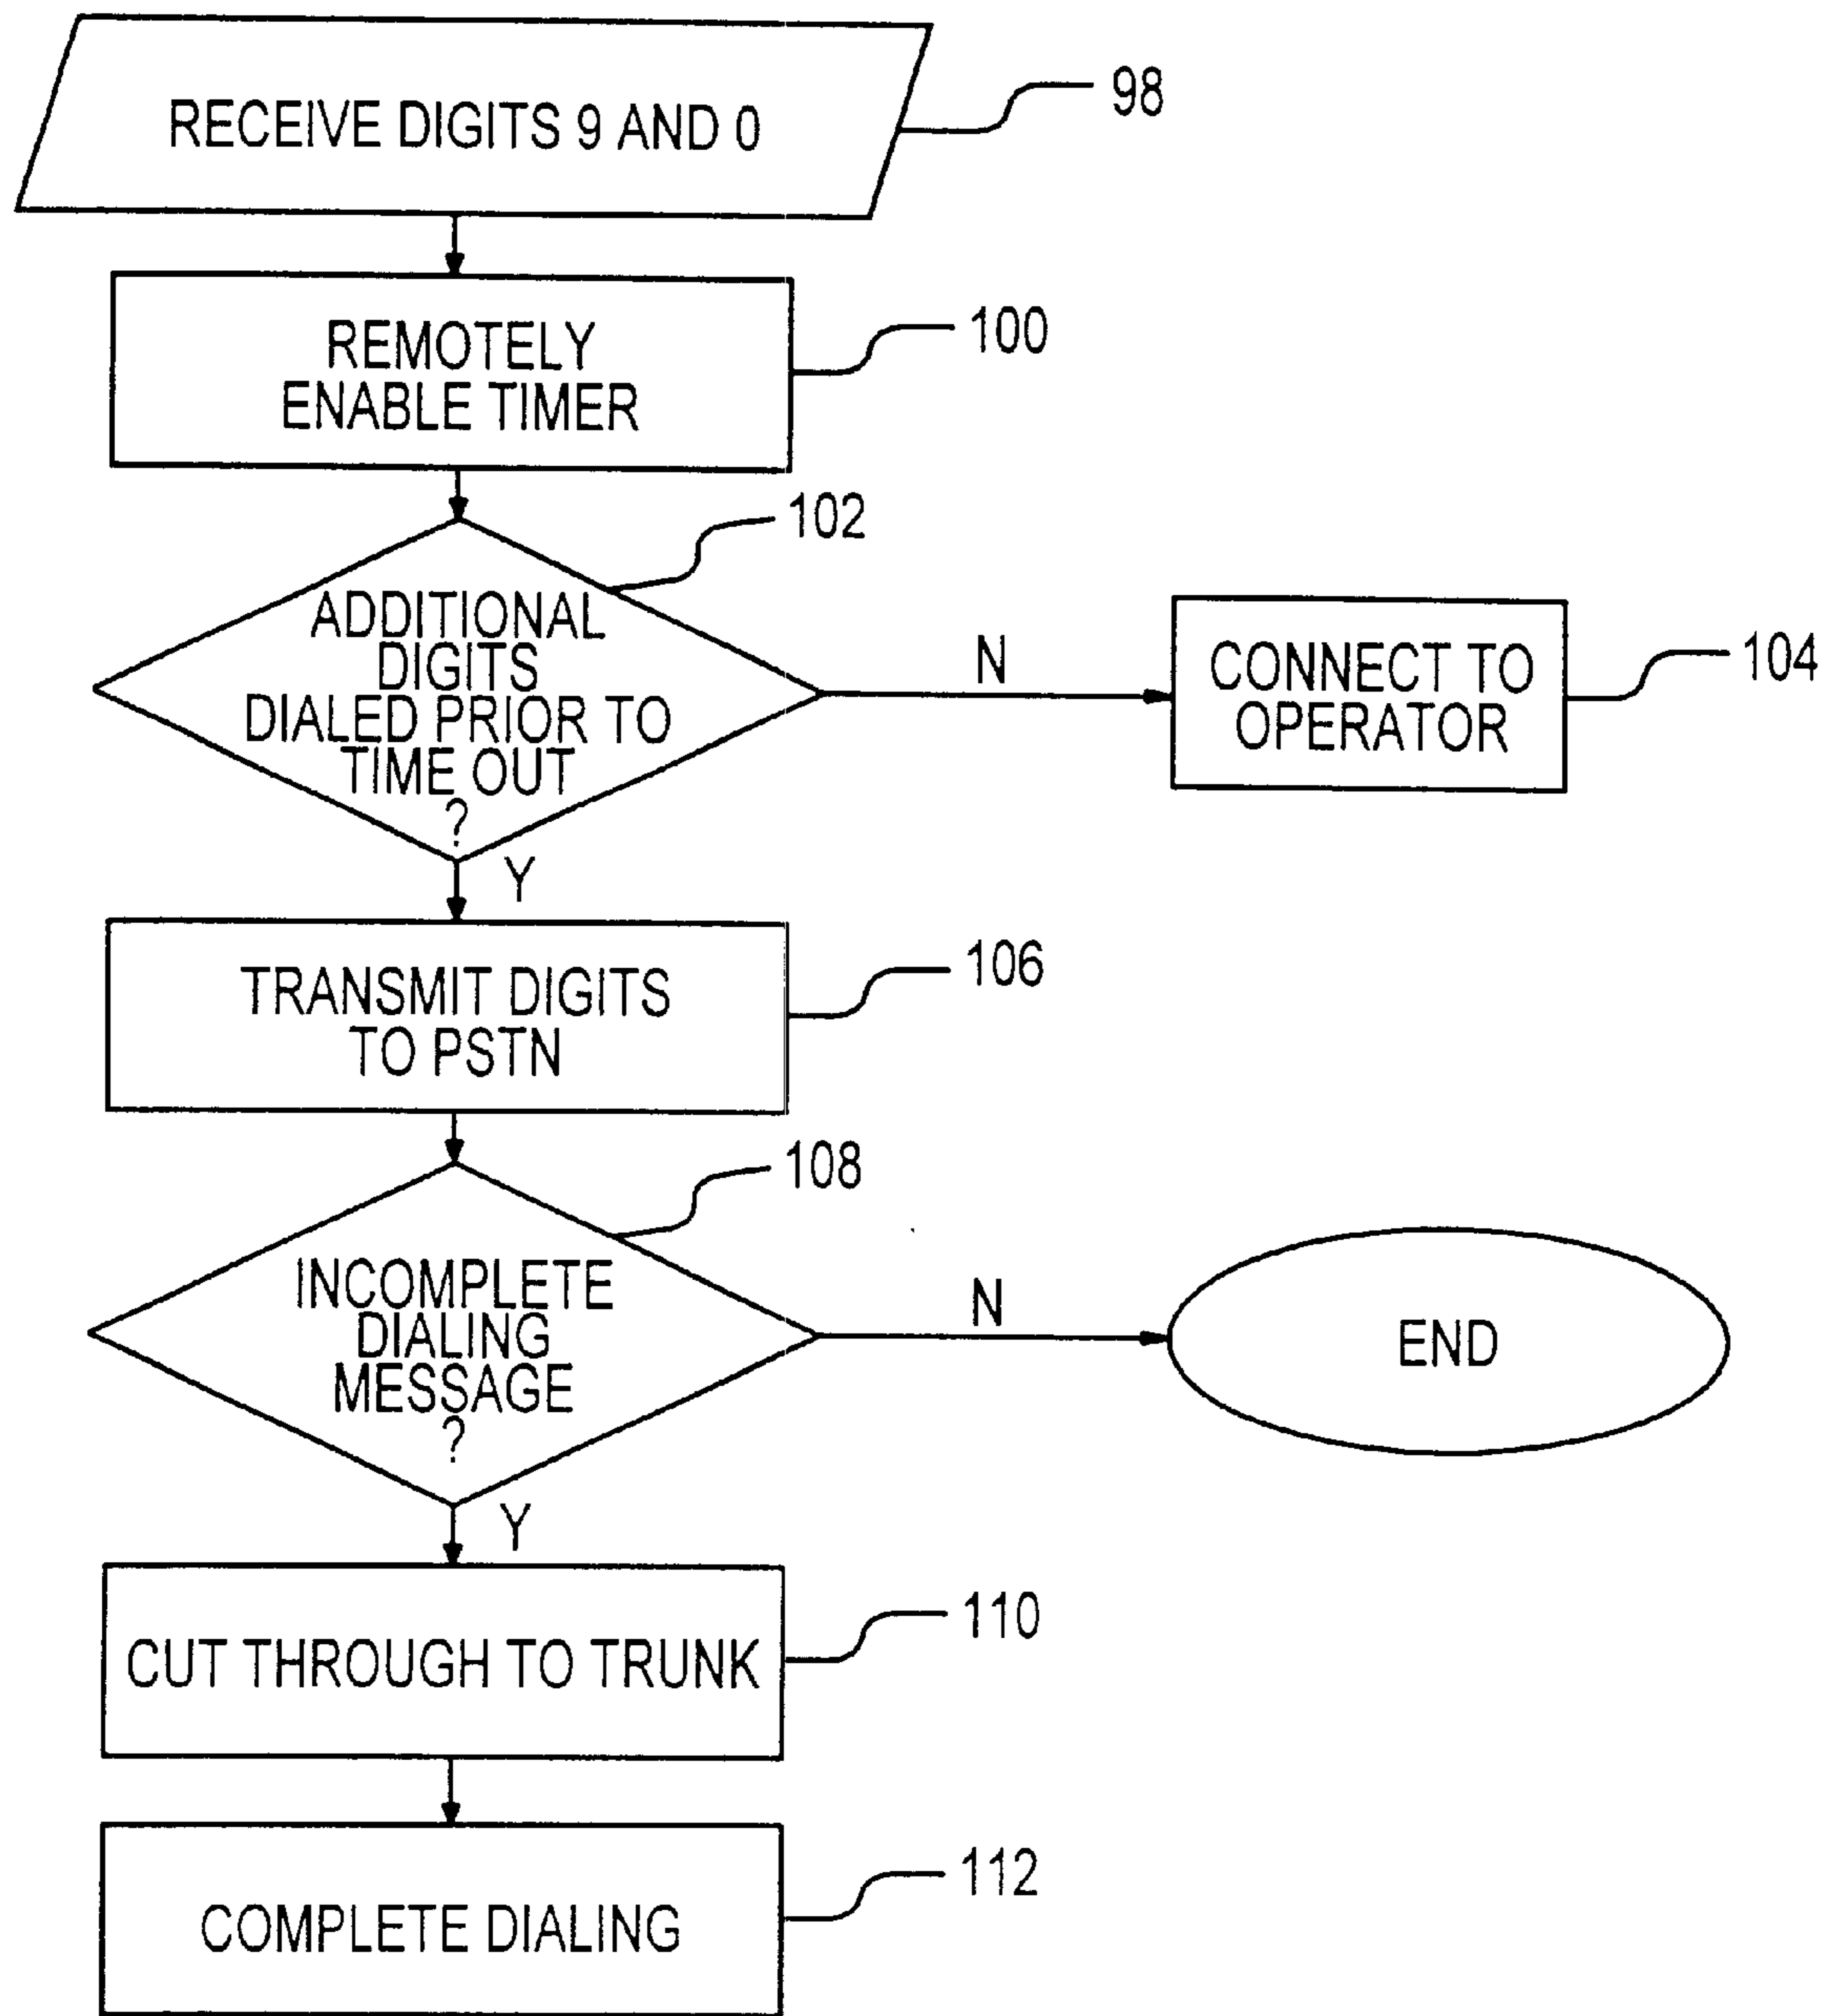 RECEIVE DIGITS 9 AND 0
98
REMOTELY
ENABLE TIMER
100
102
ADDITIONAL
DIGITS
DIALED PRIOR TO
TIME OUT
?
N
CONNECT TO
OPERATOR
104
Y
TRANSMIT DIGITS
TO PSTN
106
108
INCOMPLETE
DIALING
MESSAGE
?
N
END
Y
CUT THROUGH TO TRUNK
110
COMPLETE DIALING
112